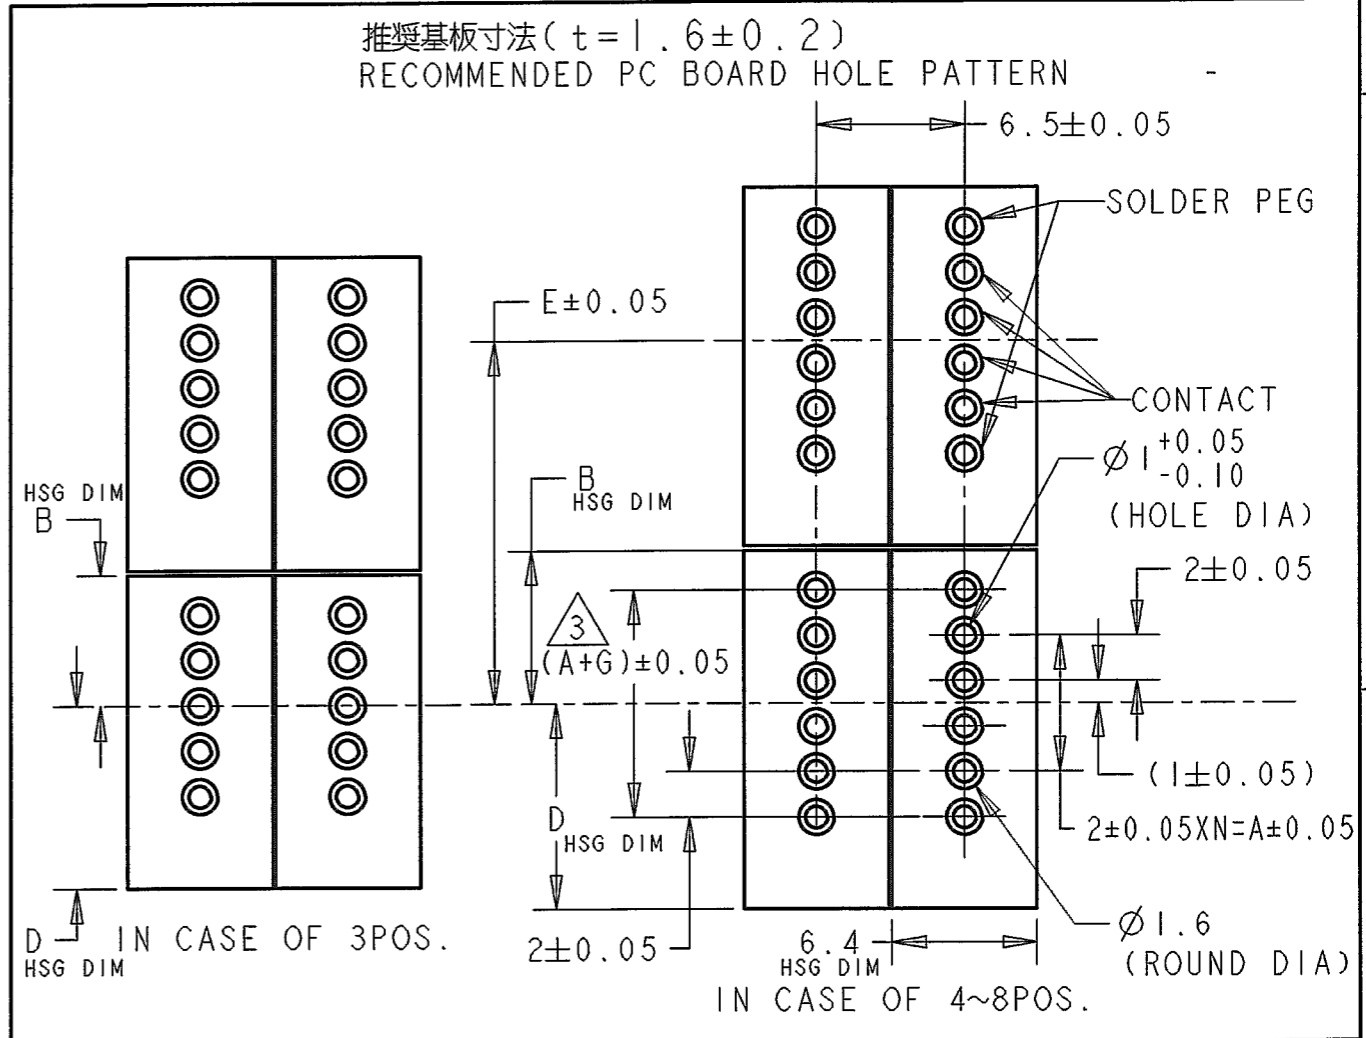 推奨基板寸法(t=1.6±0.2)
RECOMMENDED PC BOARD HOLE PATTERN
6.5±0.05
SOLDER PEG
E±0.05
CONTACT
Ø1 +0.05 -0.10
(HOLE DIA)
HSG DIM
B
B
HSG DIM
2±0.05
3
(A+G)±0.05
(1±0.05)
D
HSG DIM
2±0.05XN=A±0.05
Ø1.6
(ROUND DIA)
D
HSG DIM
IN CASE OF 3POS.
2±0.05
6.4
HSG DIM
IN CASE OF 4~8POS.